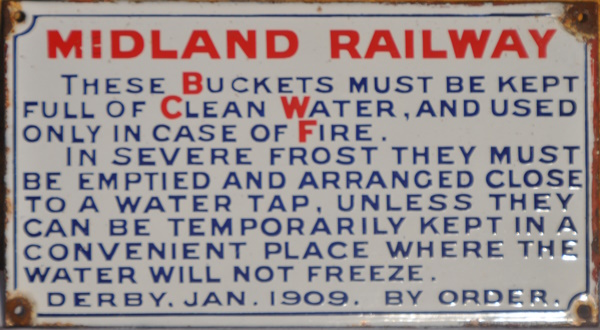 MIDLAND RAILWAY
THESE BUCKETS MUST BE KEPT
FULL OF CLEAN WATER, AND USED
ONLY IN CASE OF FIRE.
IN SEVERE FROST THEY MUST
BE EMPTIED AND ARRANGED CLOSE
TO A WATER TAP, UNLESS THEY
CAN BE TEMPORARILY KEPT IN A
CONVENIENT PLACE WHERE THE
WATER WILL NOT FREEZE.
DERBY, JAN. 1909. BY ORDER.